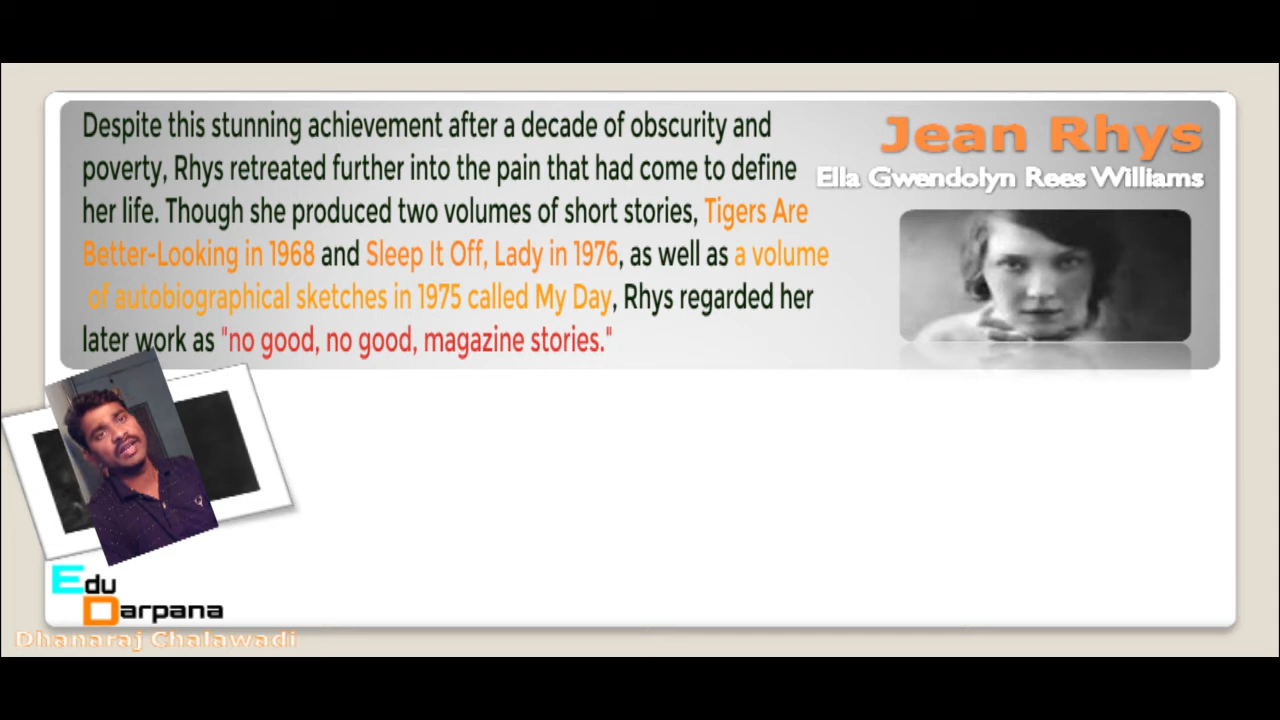 Despite this stunning achievement after a decade of obscurity and
poverty, Rhys retreated further into the pain that had come to define
her life. Though she produced two volumes of short stories, Tigers Are
Better-Looking in 1968 and Sleep It Off, Lady in 1976, as well as a volume
of autobiographical sketches in 1975 called My Day, Rhys regarded her
later work as "no good, no good, magazine stories."
Jean Rhys
Ella Gwendolyn Rees Williams
Edu
Darpana
Dhanaraj Chalawadi